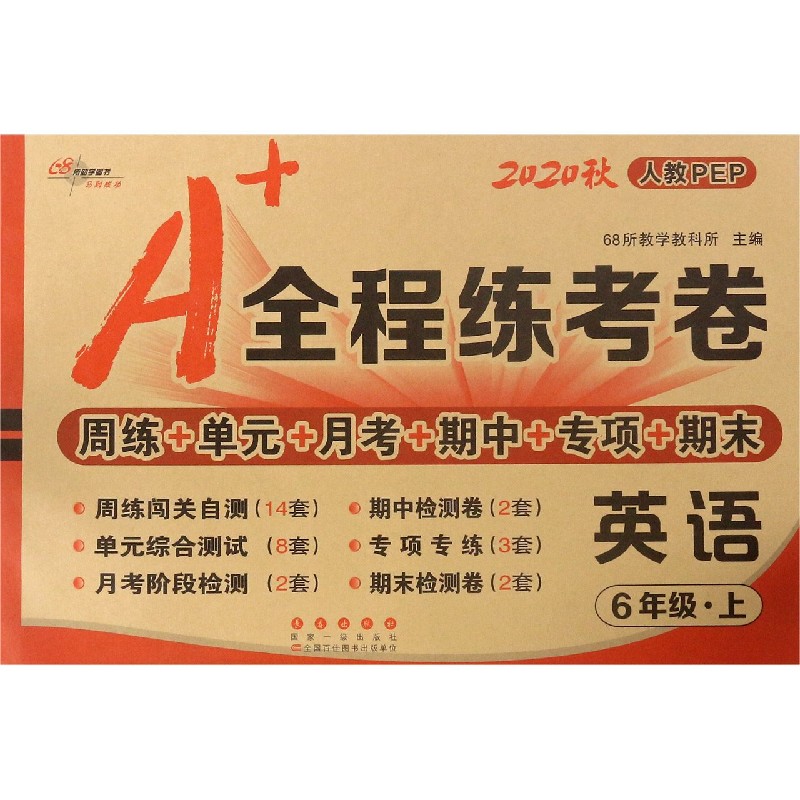 68所名校图书
2020秋 人教PEP
68所教学教科所 主编
A+
全程练考卷
周练+单元+月考+期中+专项+期末
周练闯关自测(14套)
单元综合测试(8套)
月考阶段检测(2套)
期中检测卷(2套)
专项专练(3套)
期末检测卷(2套)
英语
6年级·上
长春出版社
国家一级出版社
全国百佳图书出版单位